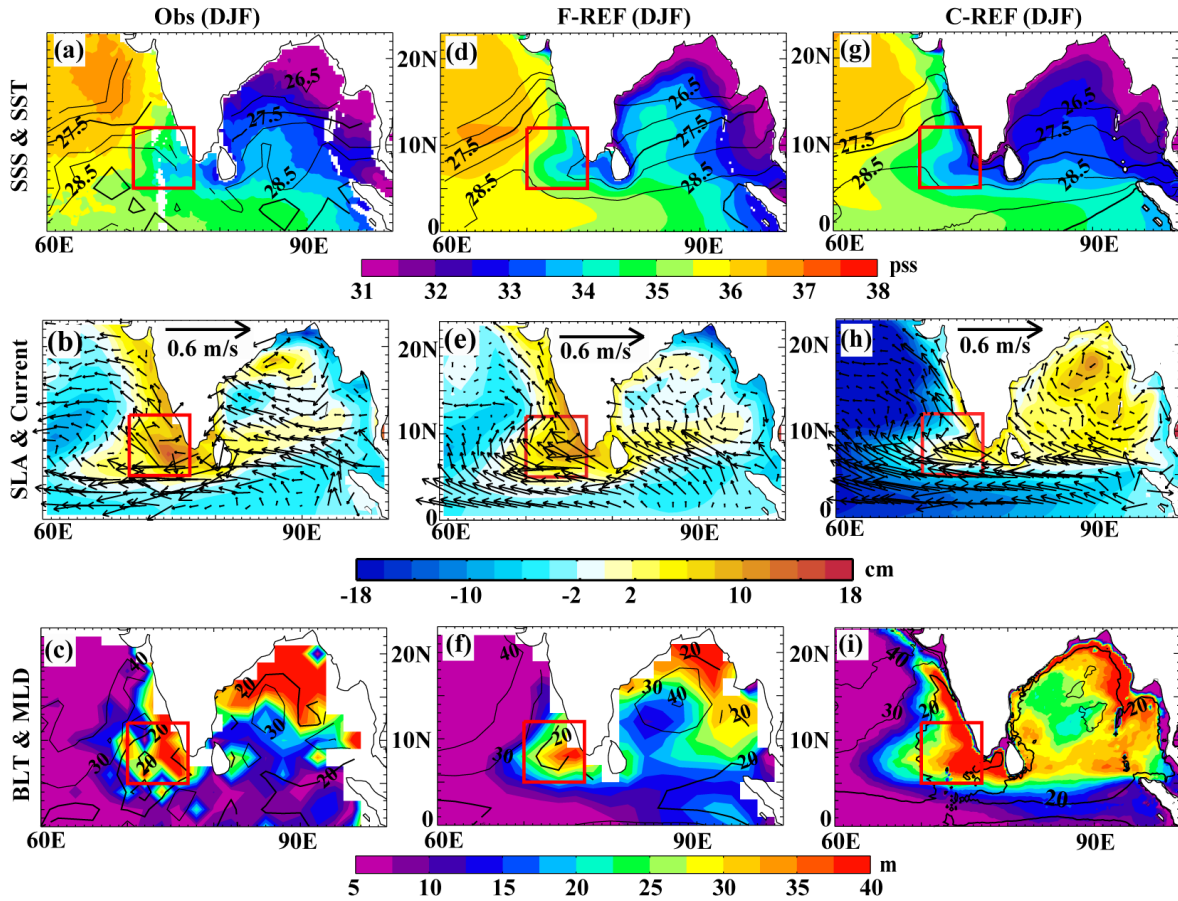 Obs (DJF) F-REF (DJF) C-REF (DJF)
SSS & SST
(a) 26.5 27.5 28.5 28.5
60E 90E
(d) 20N 10N 0 26.5 27.5 27.5 28.5 28.5
60E 90E
(g) 20N 10N 0 26.5 27.5 27.5 28.5 28.5
60E 90E
pss
31 32 33 34 35 36 37 38
SLA & Current
(b) 0.6 m/s
60E 90E
(e) 0.6 m/s 20N 10N 0
60E 90E
(h) 0.6 m/s 20N 10N 0
60E 90E
cm
-18 -10 -2 2 10 18
BLT & MLD
(c) 40 20 30 20 30 20 20
60E 90E
(f) 20N 10N 0 40 20 30 40 20 20 30 20
60E 90E
(i) 20N 10N 0 40 30 20 20 20
60E 90E
m
5 10 15 20 25 30 35 40